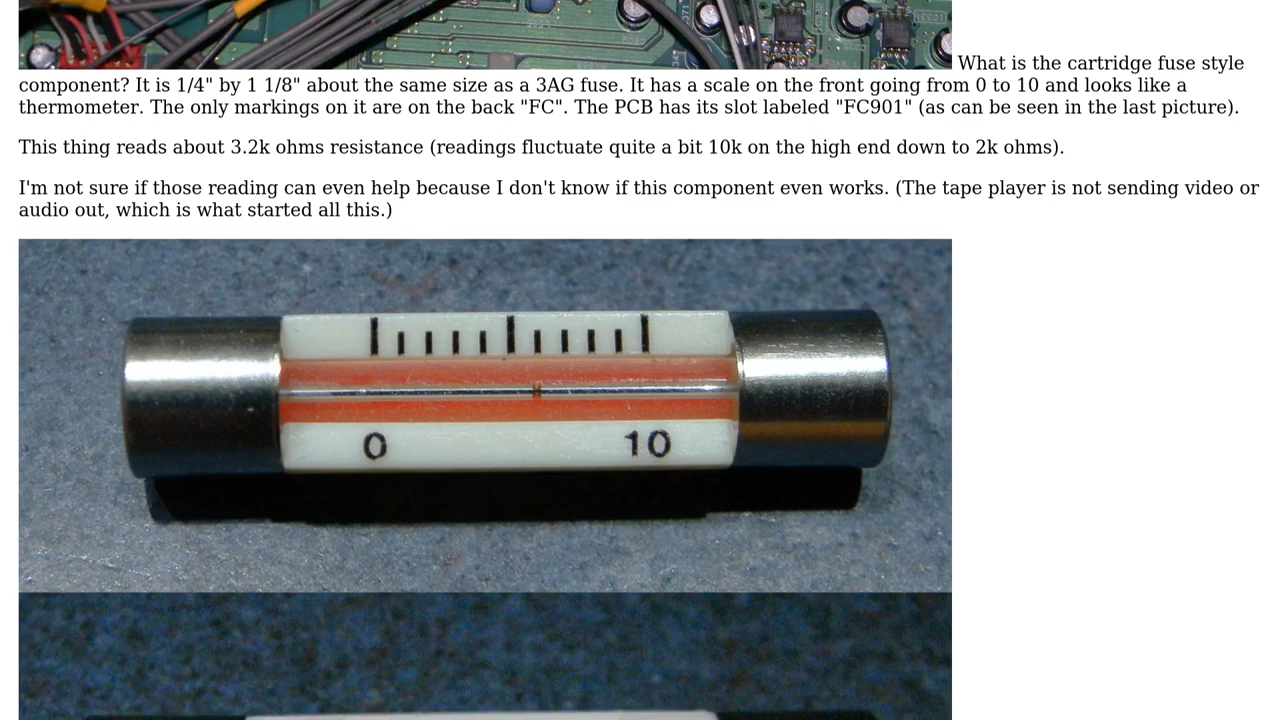 What is the cartridge fuse style
component? It is 1/4" by 1 1/8" about the same size as a 3AG fuse. It has a scale on the front going from 0 to 10 and looks like a
thermometer. The only markings on it are on the back "FC". The PCB has its slot labeled "FC901" (as can be seen in the last picture).
This thing reads about 3.2k ohms resistance (readings fluctuate quite a bit 10k on the high end down to 2k ohms).
I'm not sure if those reading can even help because I don't know if this component even works. (The tape player is not sending video or
audio out, which is what started all this.)
0 10